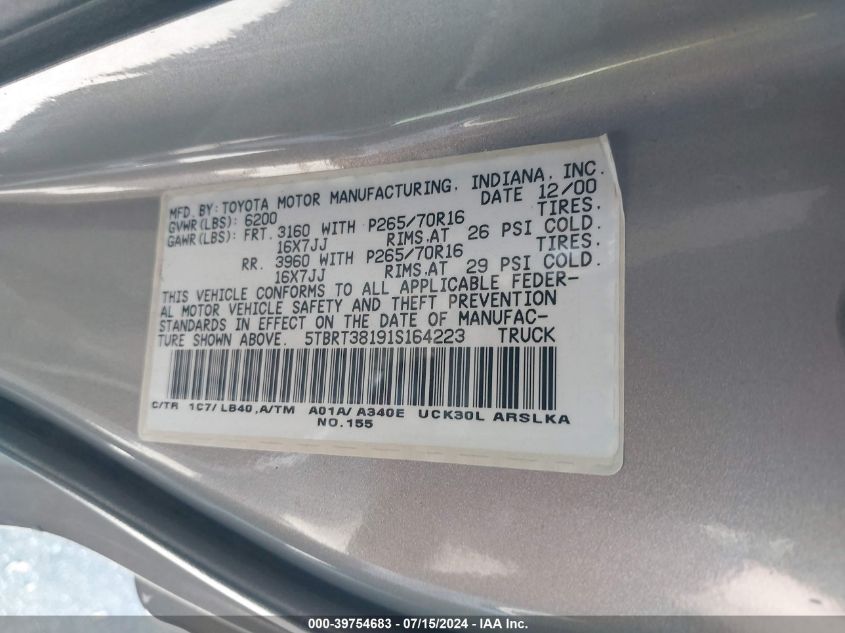 MFD. BY: TOYOTA MOTOR MANUFACTURING, INDIANA, INC.
GVWR(LBS): 6200 DATE 12/00
GAWR(LBS): FRT. 3160 WITH P265/70R16 TIRES.
16X7JJ RIMS.AT 26 PSI COLD.
RR. 3960 WITH P265/70R16 TIRES.
16X7JJ RIMS.AT 29 PSI COLD.
THIS VEHICLE CONFORMS TO ALL APPLICABLE FEDER-
AL MOTOR VEHICLE SAFETY AND THEFT PREVENTION
STANDARDS IN EFFECT ON THE DATE OF MANUFAC-
TURE SHOWN ABOVE. 5TBRT38191S164223 TRUCK
C/TR 1C7/ LB40 ,A/TM A01A/ A340E UCK30L ARSLKA
NO.155
000-39754683 - 07/15/2024 - IAA Inc.